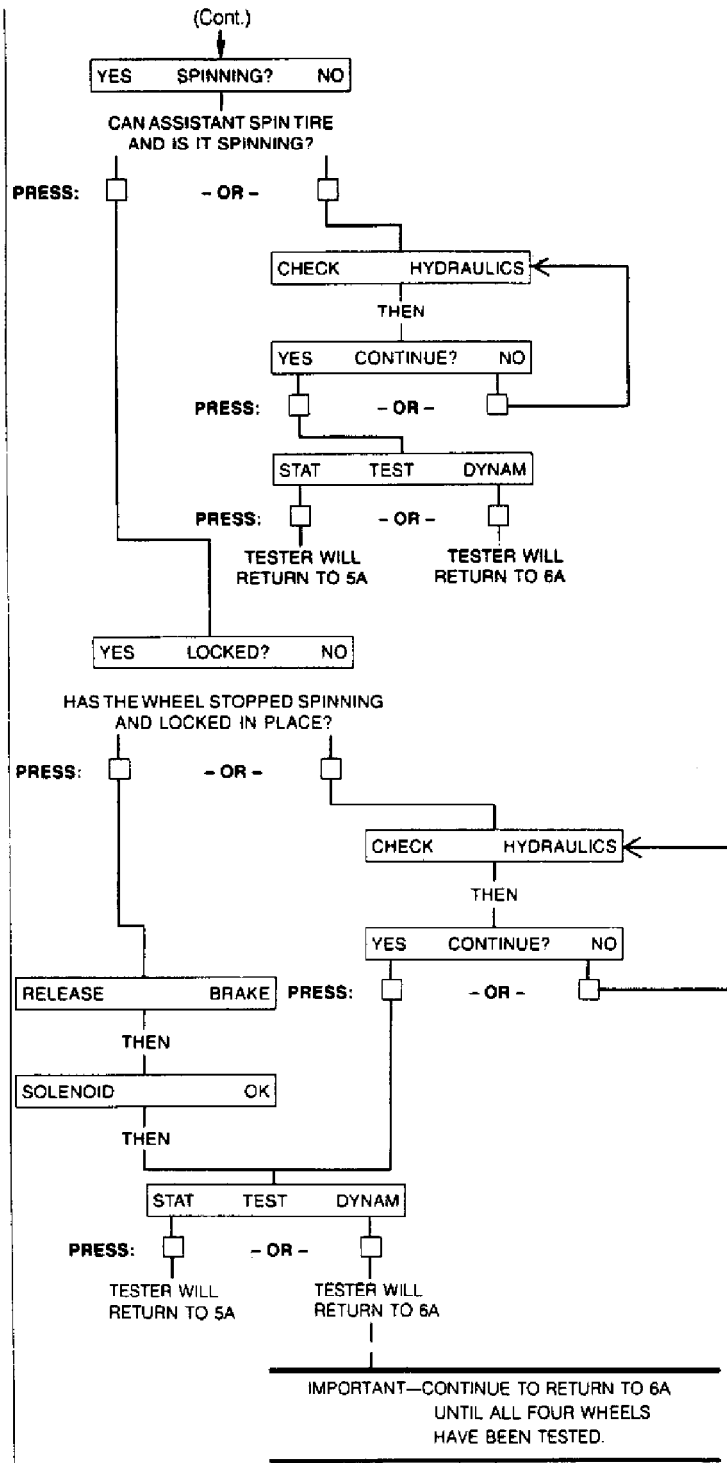 (Cont.)
YES SPINNING? NO
CAN ASSISTANT SPIN TIRE
AND IS IT SPINNING?
PRESS: – OR –
CHECK HYDRAULICS
THEN
YES CONTINUE? NO
PRESS: – OR –
STAT TEST DYNAM
PRESS: – OR –
TESTER WILL
RETURN TO 5A
TESTER WILL
RETURN TO 6A
YES LOCKED? NO
HAS THE WHEEL STOPPED SPINNING
AND LOCKED IN PLACE?
PRESS: – OR –
CHECK HYDRAULICS
THEN
YES CONTINUE? NO
RELEASE BRAKE
PRESS: – OR –
THEN
SOLENOID OK
THEN
STAT TEST DYNAM
PRESS: – OR –
TESTER WILL
RETURN TO 5A
TESTER WILL
RETURN TO 6A
IMPORTANT—CONTINUE TO RETURN TO 6A
UNTIL ALL FOUR WHEELS
HAVE BEEN TESTED.